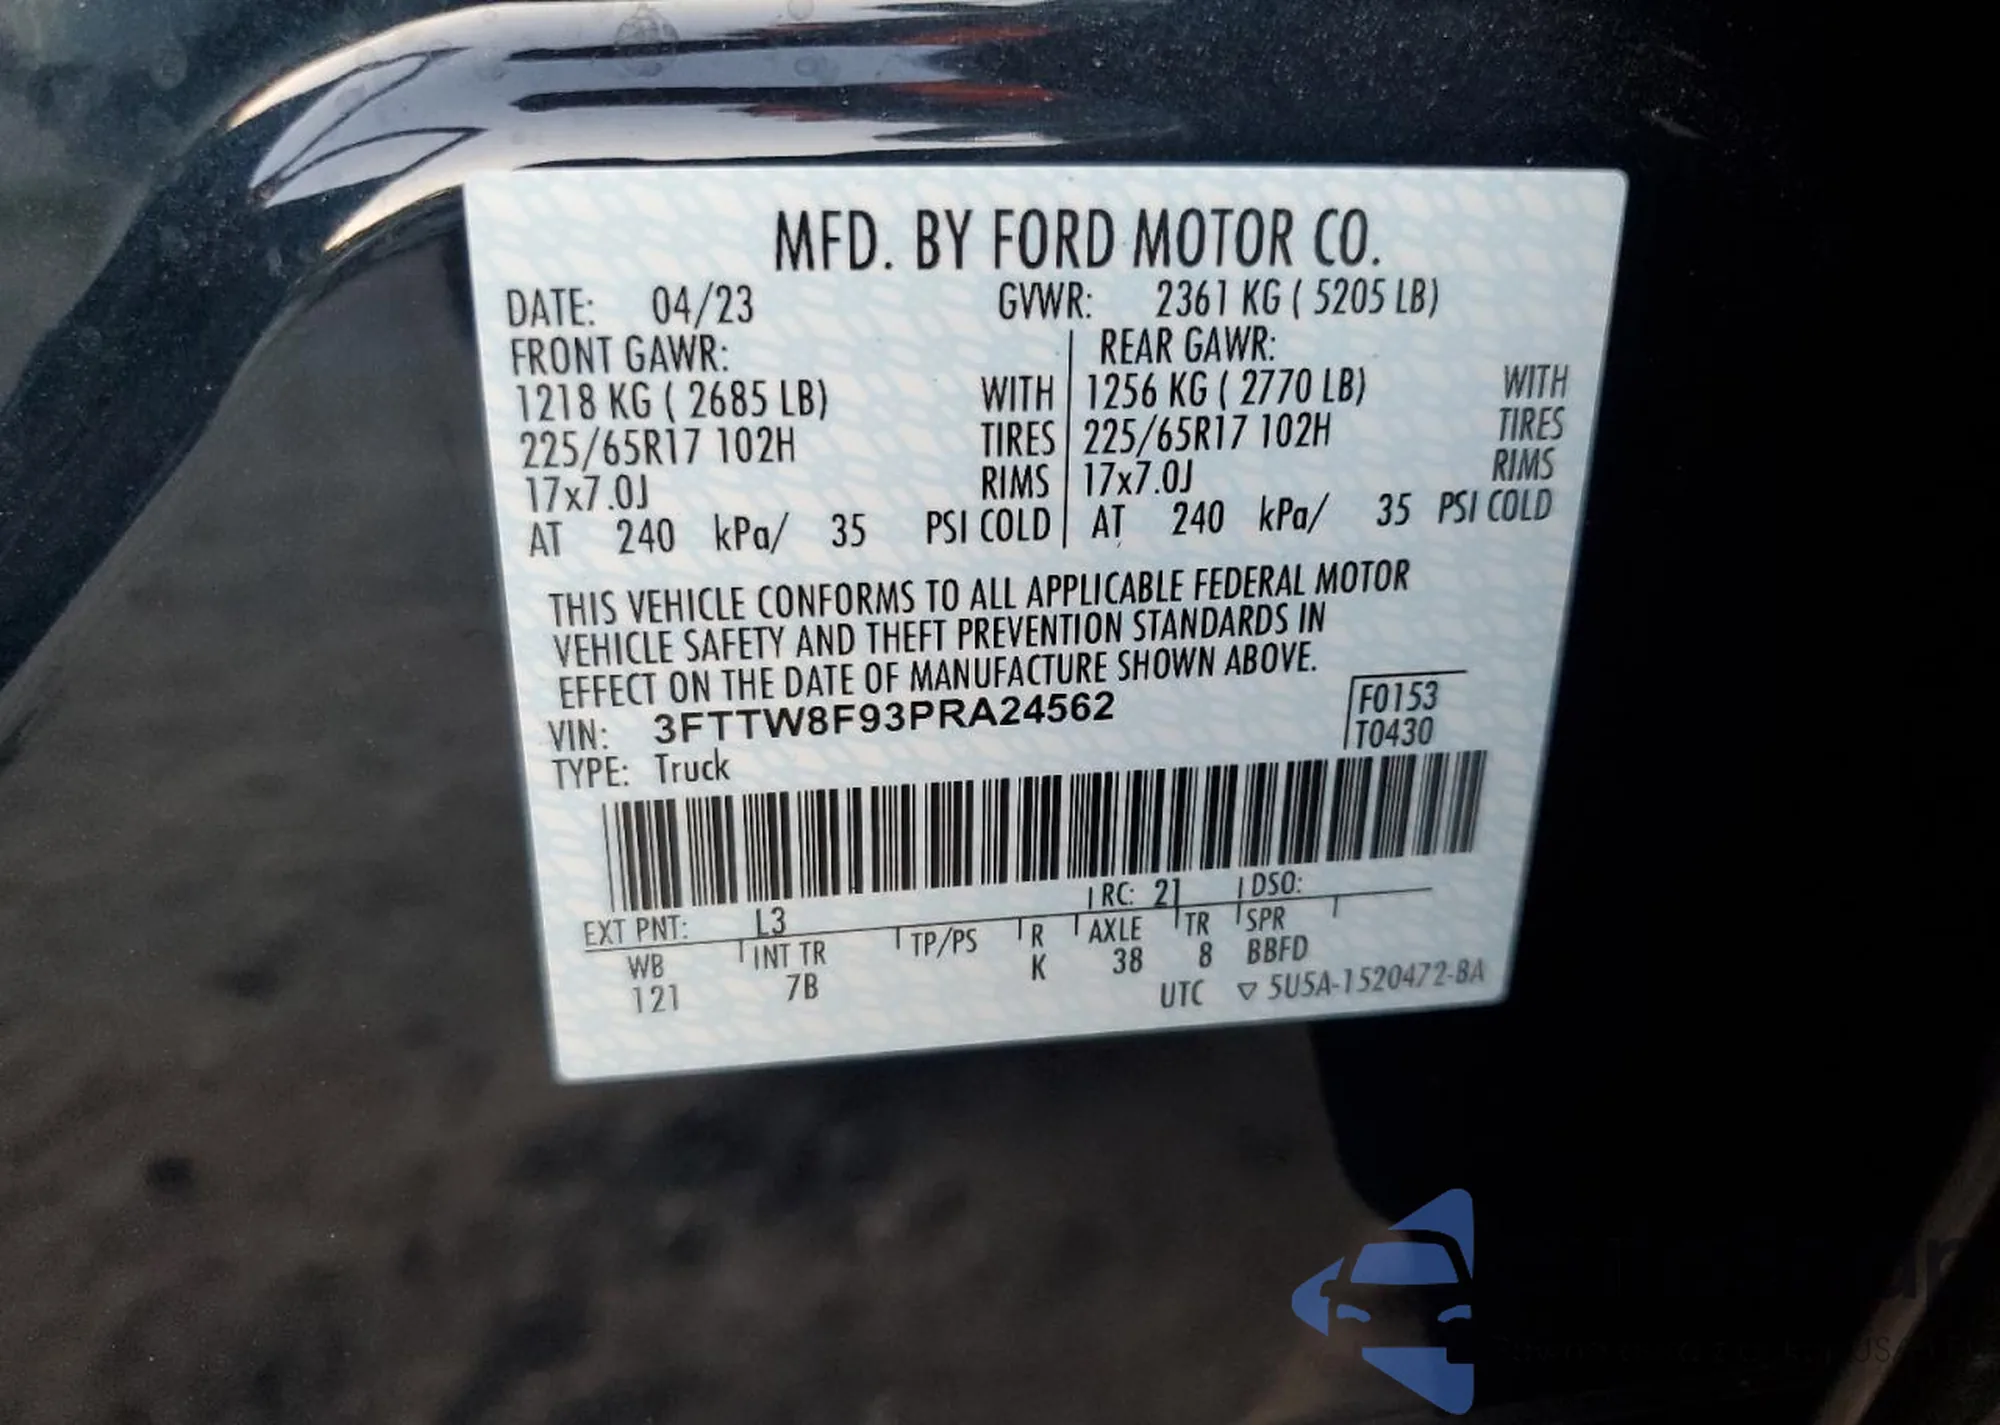 MFD. BY FORD MOTOR CO.
DATE: 04/23 GVWR: 2361 KG ( 5205 LB)
FRONT GAWR: REAR GAWR:
1218 KG ( 2685 LB) WITH 1256 KG ( 2770 LB) WITH
225/65R17 102H TIRES 225/65R17 102H TIRES
17x7.0J RIMS 17x7.0J RIMS
AT 240 kPa/ 35 PSI COLD AT 240 kPa/ 35 PSI COLD
THIS VEHICLE CONFORMS TO ALL APPLICABLE FEDERAL MOTOR
VEHICLE SAFETY AND THEFT PREVENTION STANDARDS IN
EFFECT ON THE DATE OF MANUFACTURE SHOWN ABOVE.
VIN: 3FTTW8F93PRA24562 F0153
TYPE: Truck T0430
EXT PNT: L3 RC: 21 DSO:
WB INT TR TP/PS R AXLE TR SPR
121 7B K 38 8 BBFD
UTC ▽ 5U5A-1520472-BA